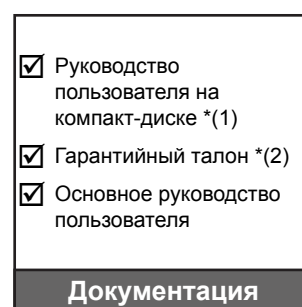 Руководство
пользователя на
компакт-диске *(1)
Гарантийный талон *(2)
Основное руководство
пользователя
Документация